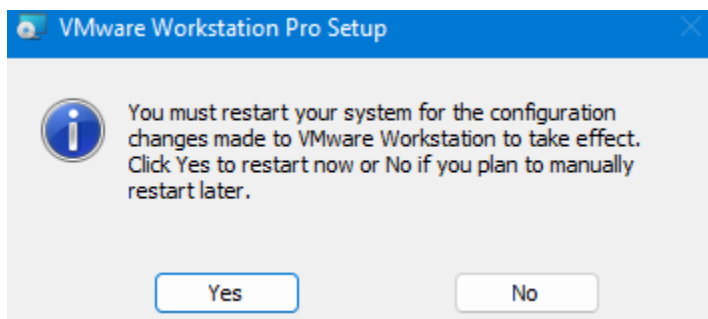 VMware Workstation Pro Setup
You must restart your system for the configuration
changes made to VMware Workstation to take effect.
Click Yes to restart now or No if you plan to manually
restart later.
Yes
No